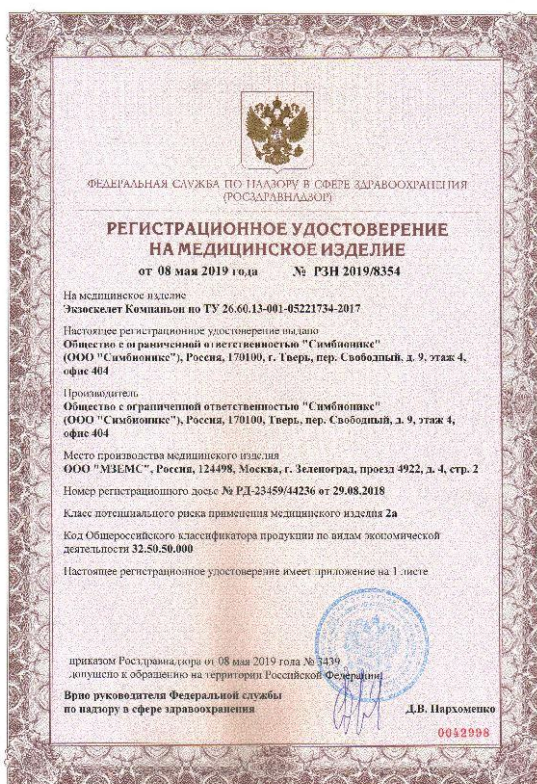 ФЕДЕРАЛЬНАЯ СЛУЖБА ПО НАДЗОРУ В СФЕРЕ ЗДРАВООХРАНЕНИЯ
(РОСЗДРАВНАДЗОР)
РЕГИСТРАЦИОННОЕ УДОСТОВЕРЕНИЕ
НА МЕДИЦИНСКОЕ ИЗДЕЛИЕ
от 08 мая 2019 года № РЗН 2019/8354
На медицинское изделие
Экзоскелет Компаньон по ТУ 26.60.13-001-05221734-2017
Настоящее регистрационное удостоверение выдано
Общество с ограниченной ответственностью "Симбионикс"
(ООО "Симбионикс"), Россия, 170100, г. Тверь, пер. Свободный, д. 9, этаж 4,
офис 404
Производитель
Общество с ограниченной ответственностью "Симбионикс"
(ООО "Симбионикс"), Россия, 170100, Тверь, пер. Свободный, д. 9, этаж 4,
офис 404
Место производства медицинского изделия
ООО "МЗЕМС", Россия, 124498, Москва, г. Зеленоград, проезд 4922, д. 4, стр. 2
Номер регистрационного досье № РД-23459/44236 от 29.08.2018
Класс потенциального риска применения медицинского изделия 2а
Код Общероссийского классификатора продукции по видам экономической
деятельности 32.50.50.000
Настоящее регистрационное удостоверение имеет приложение на 1 листе
приказом Росздравнадзора от 08 мая 2019 года № 3439
допущено к обращению на территории Российской Федерации.
Врио руководителя Федеральной службы
по надзору в сфере здравоохранения
Д.В. Пархоменко
0042998